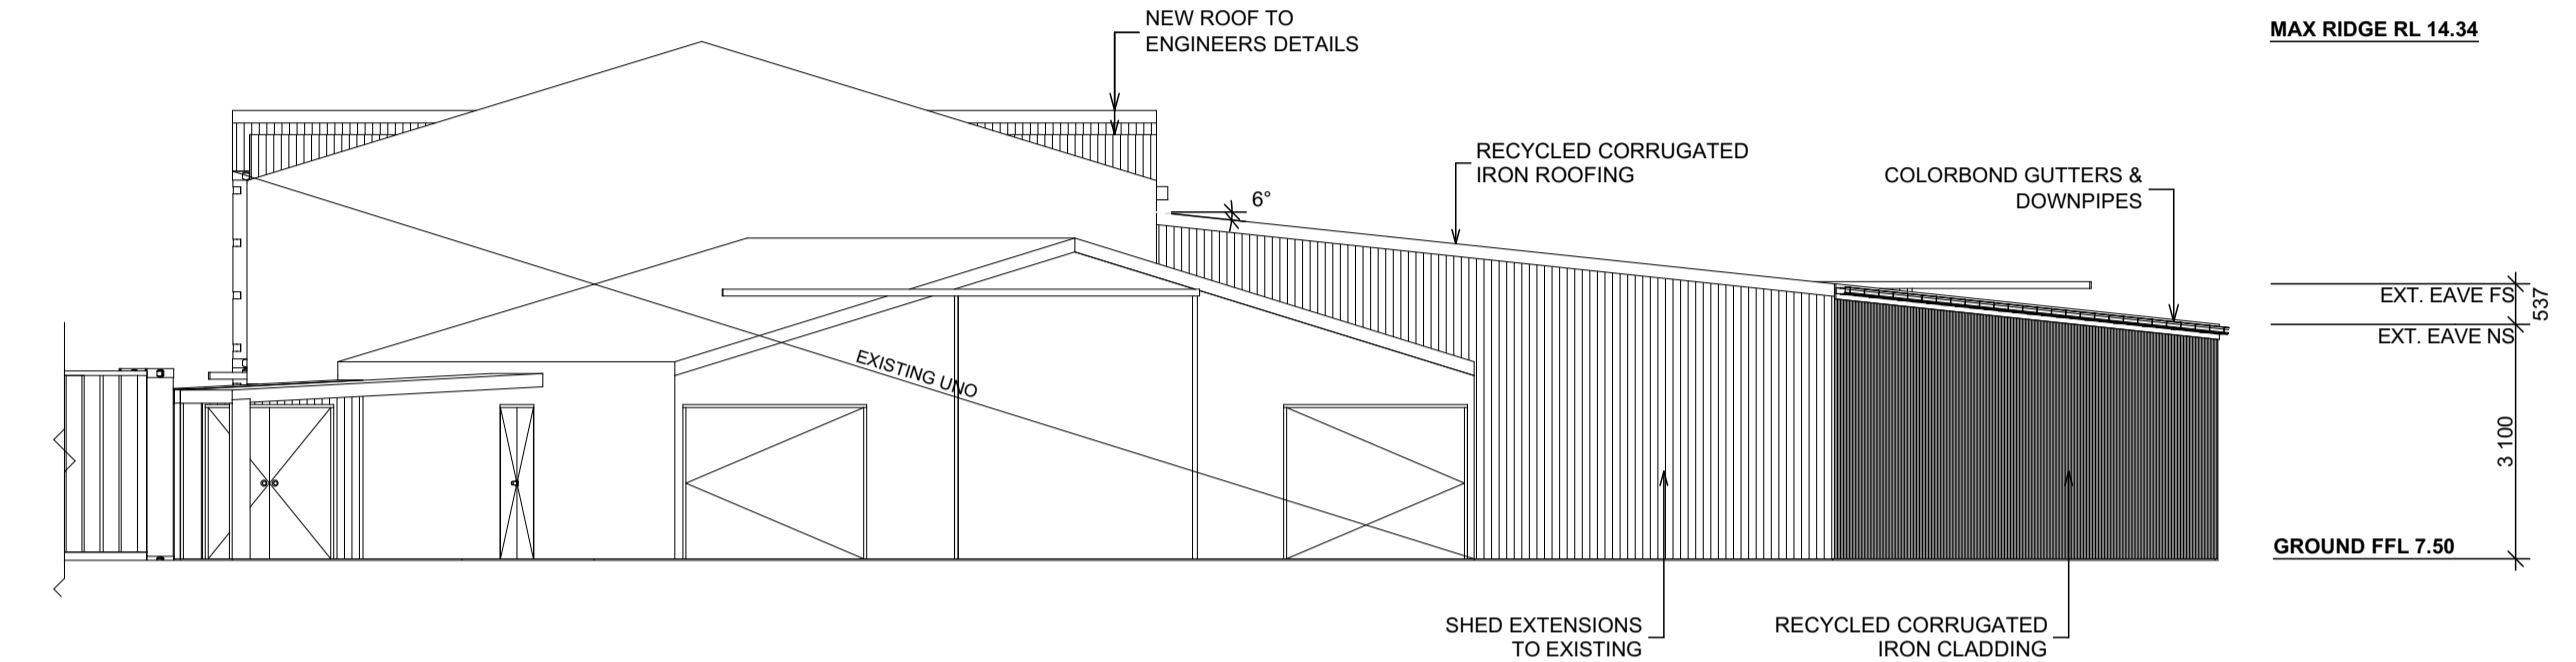 NEW ROOF TO
ENGINEERS DETAILS
MAX RIDGE RL 14.34
RECYCLED CORRUGATED
IRON ROOFING
COLORBOND GUTTERS &
DOWNPIPES
6°
EXT. EAVE FS
537
EXT. EAVE NS
EXISTING UNO
3 100
GROUND FFL 7.50
SHED EXTENSIONS
TO EXISTING
RECYCLED CORRUGATED
IRON CLADDING